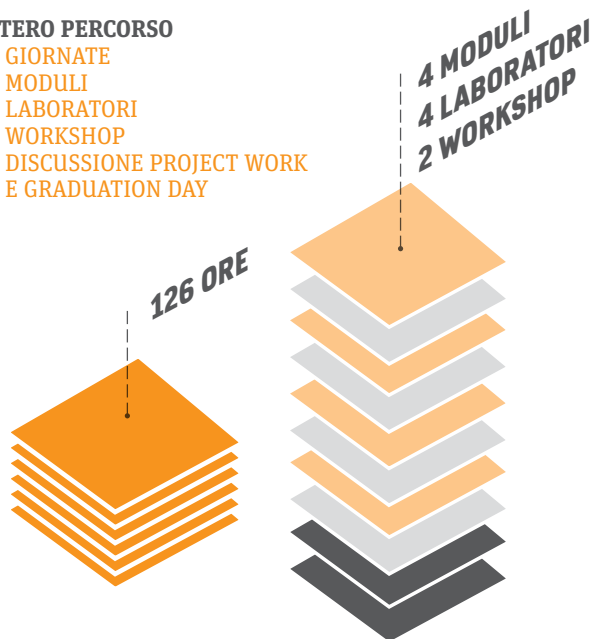 TERO PERCORSO
GIORNATE
MODULI
LABORATORI
WORKSHOP
DISCUSSIONE PROJECT WORK
E GRADUATION DAY
4 MODULI
4 LABORATORI
2 WORKSHOP
126 ORE